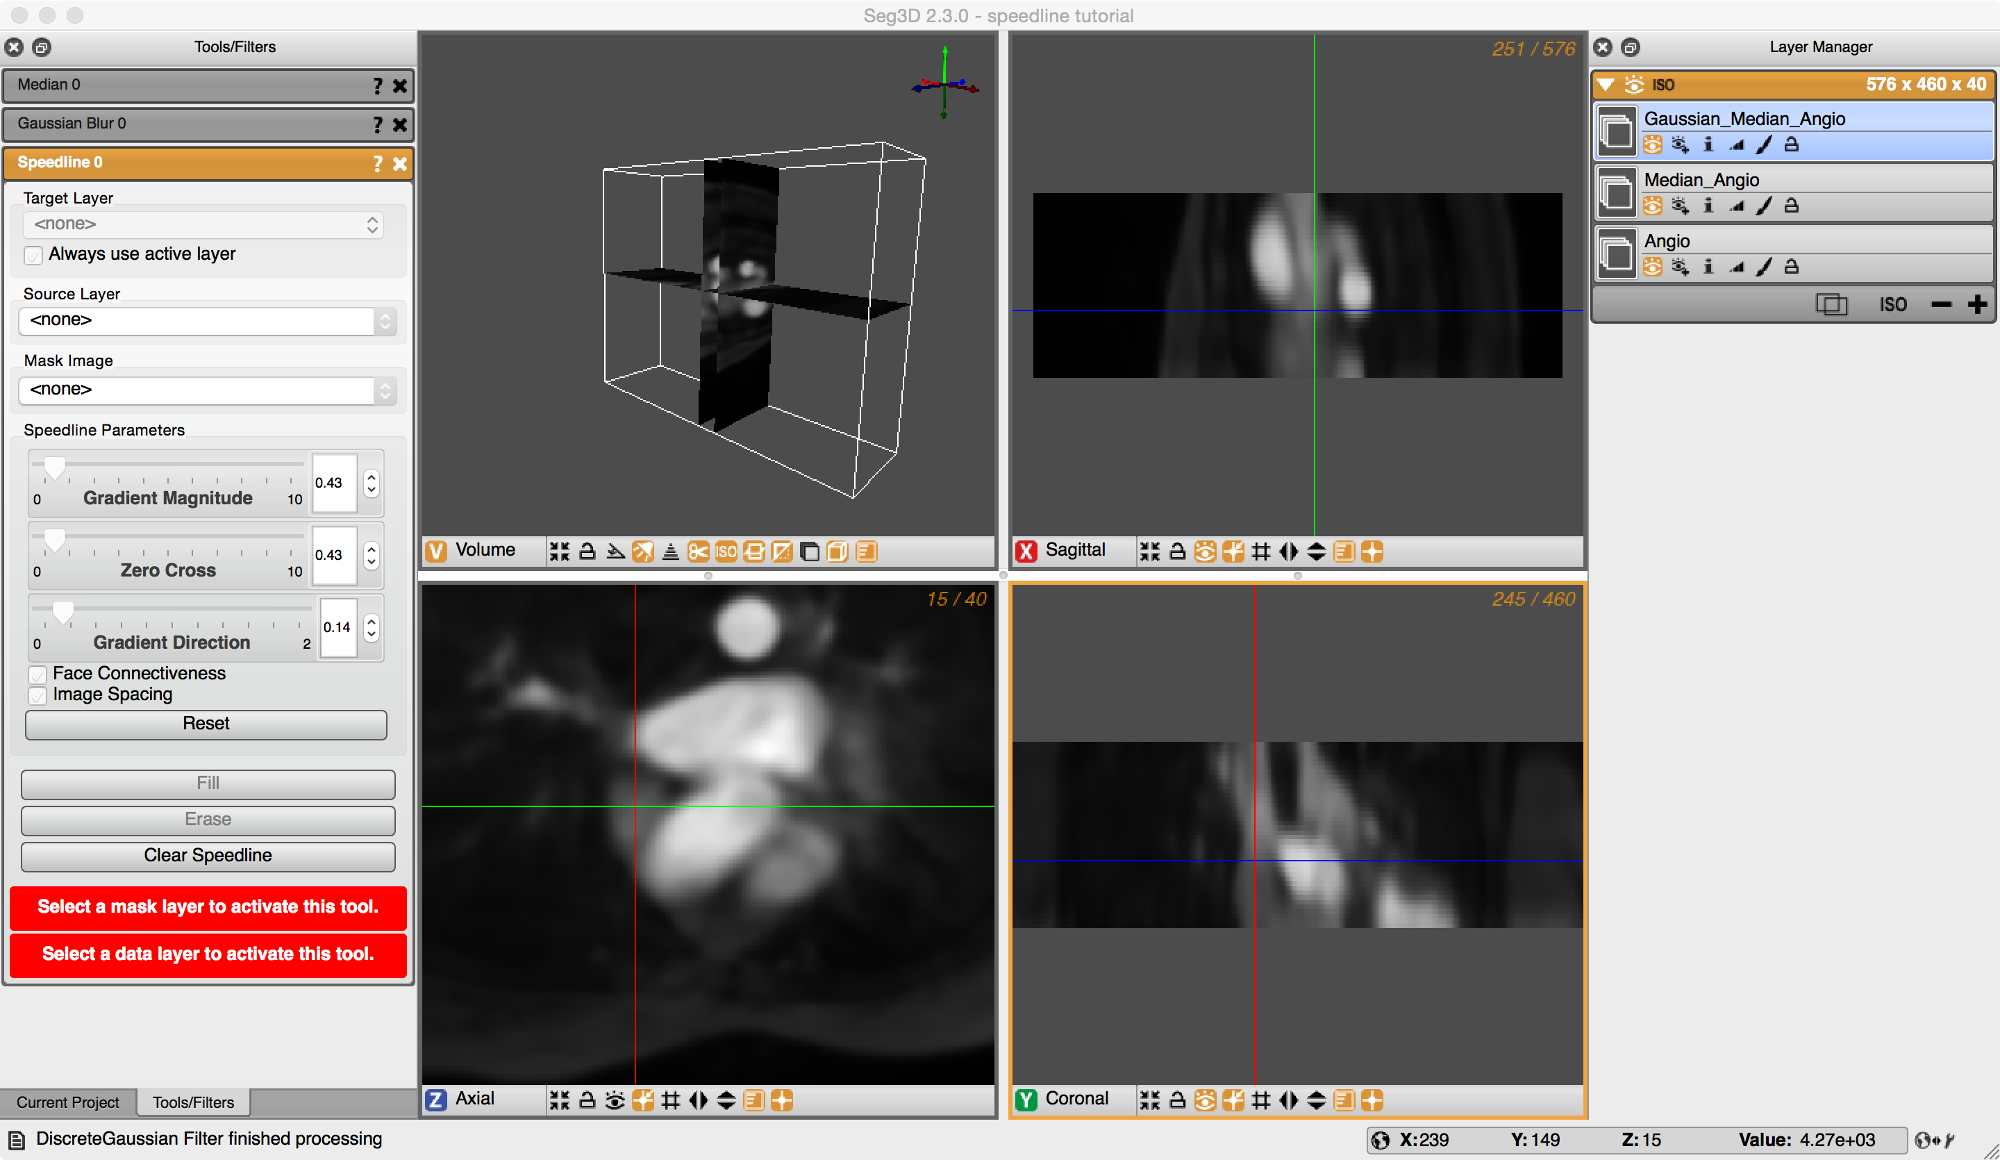 Seg3D 2.3.0 - speedline tutorial
Tools/Filters
Median 0
?
Gaussian Blur 0
?
Speedline 0
?
Target Layer
<none>
Always use active layer
Source Layer
<none>
Mask Image
<none>
Speedline Parameters
0.43
0 Gradient Magnitude 10
0.43
0 Zero Cross 10
0.14
0 Gradient Direction 2
Face Connectiveness
Image Spacing
Reset
Fill
Erase
Clear Speedline
Select a mask layer to activate this tool.
Select a data layer to activate this tool.
Current Project
Tools/Filters
V Volume
ISO
251 / 576
X Sagittal
15 / 40
Z Axial
245 / 460
Y Coronal
Layer Manager
ISO 576 x 460 x 40
Gaussian_Median_Angio
Median_Angio
Angio
ISO
DiscreteGaussian Filter finished processing
X:239 Y:149 Z:15 Value: 4.27e+03